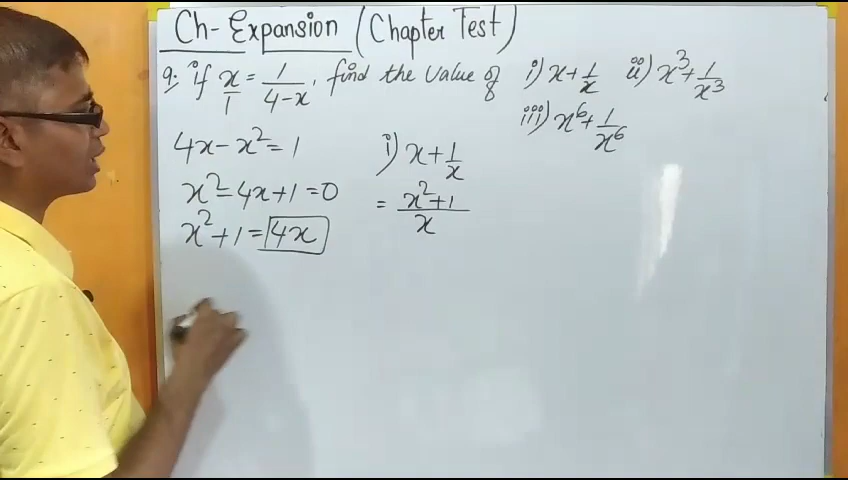 Ch- Expansion (Chapter Test)
Q: if x/1 = 1/(4-x), find the value of i) x+1/x ii) x³+1/x³
iii) x⁶+1/x⁶
4x-x²=1
x²-4x+1=0
x²+1=4x
i) x+1/x
= (x²+1)/x